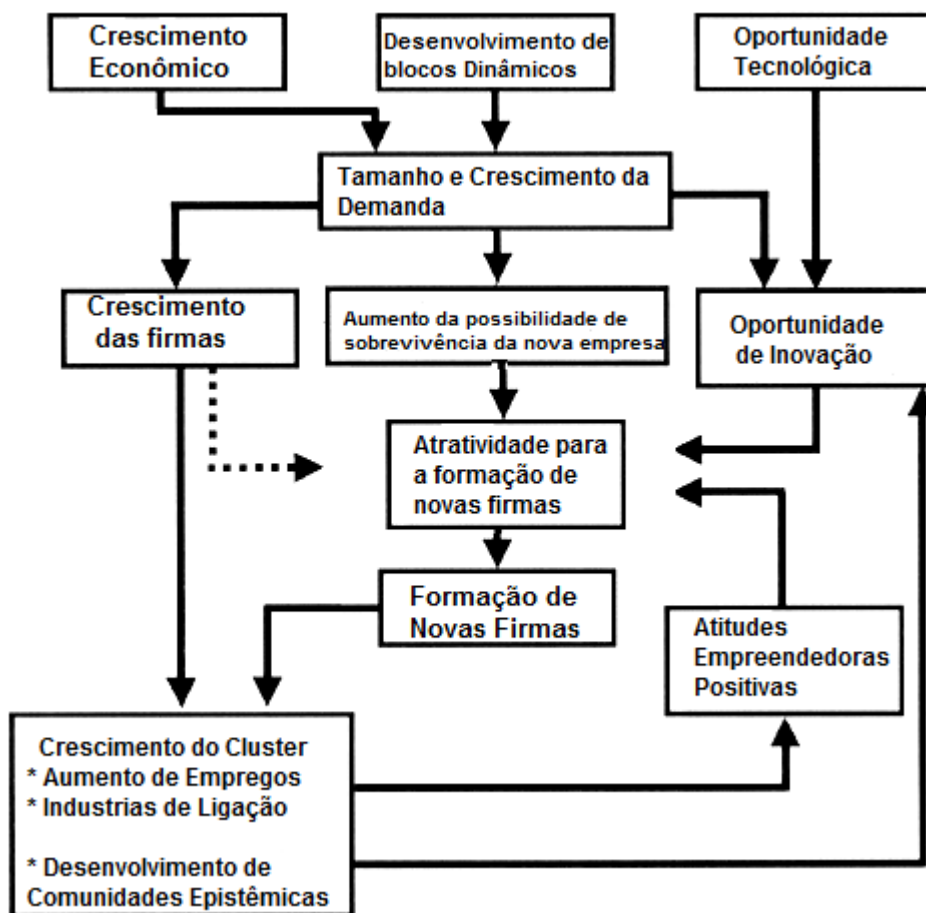 Crescimento
Econômico
Desenvolvimento de
blocos Dinâmicos
Oportunidade
Tecnológica
Tamanho e Crescimento da
Demanda
Crescimento
das firmas
Aumento da possibilidade de
sobrevivência da nova empresa
Oportunidade
de Inovação
Atratividade para
a formação de
novas firmas
Formação de
Novas Firmas
Atitudes
Empreendedoras
Positivas
Crescimento do Cluster
* Aumento de Empregos
* Industrias de Ligação
* Desenvolvimento de
Comunidades Epistêmicas